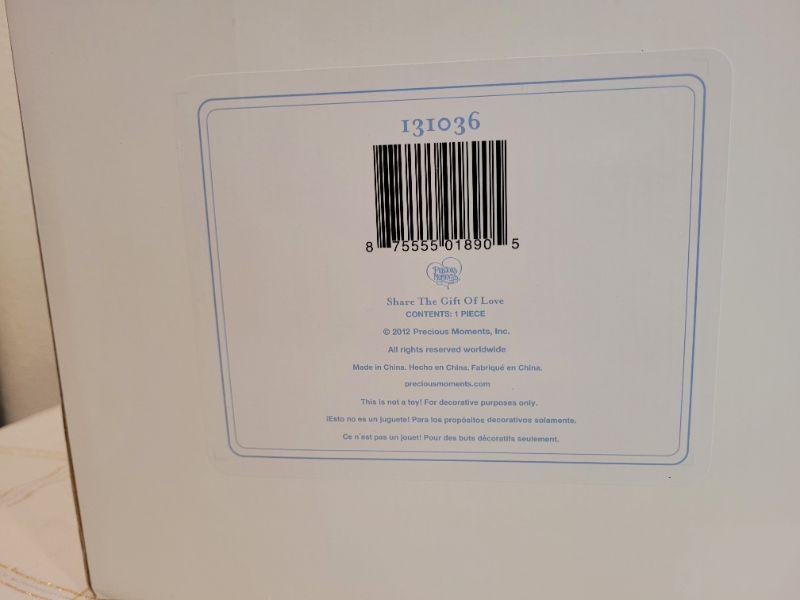 131036
8 75555 01890 5
Precious
Moments
Share The Gift Of Love
CONTENTS: 1 PIECE
© 2012 Precious Moments, Inc.
All rights reserved worldwide
Made in China. Hecho en China. Fabriqué en China.
preciousmoments.com
This is not a toy! For decorative purposes only.
¡Esto no es un juguete! Para los propósitos decorativos solamente.
Ce n'est pas un jouet! Pour des buts décoratifs seulement.